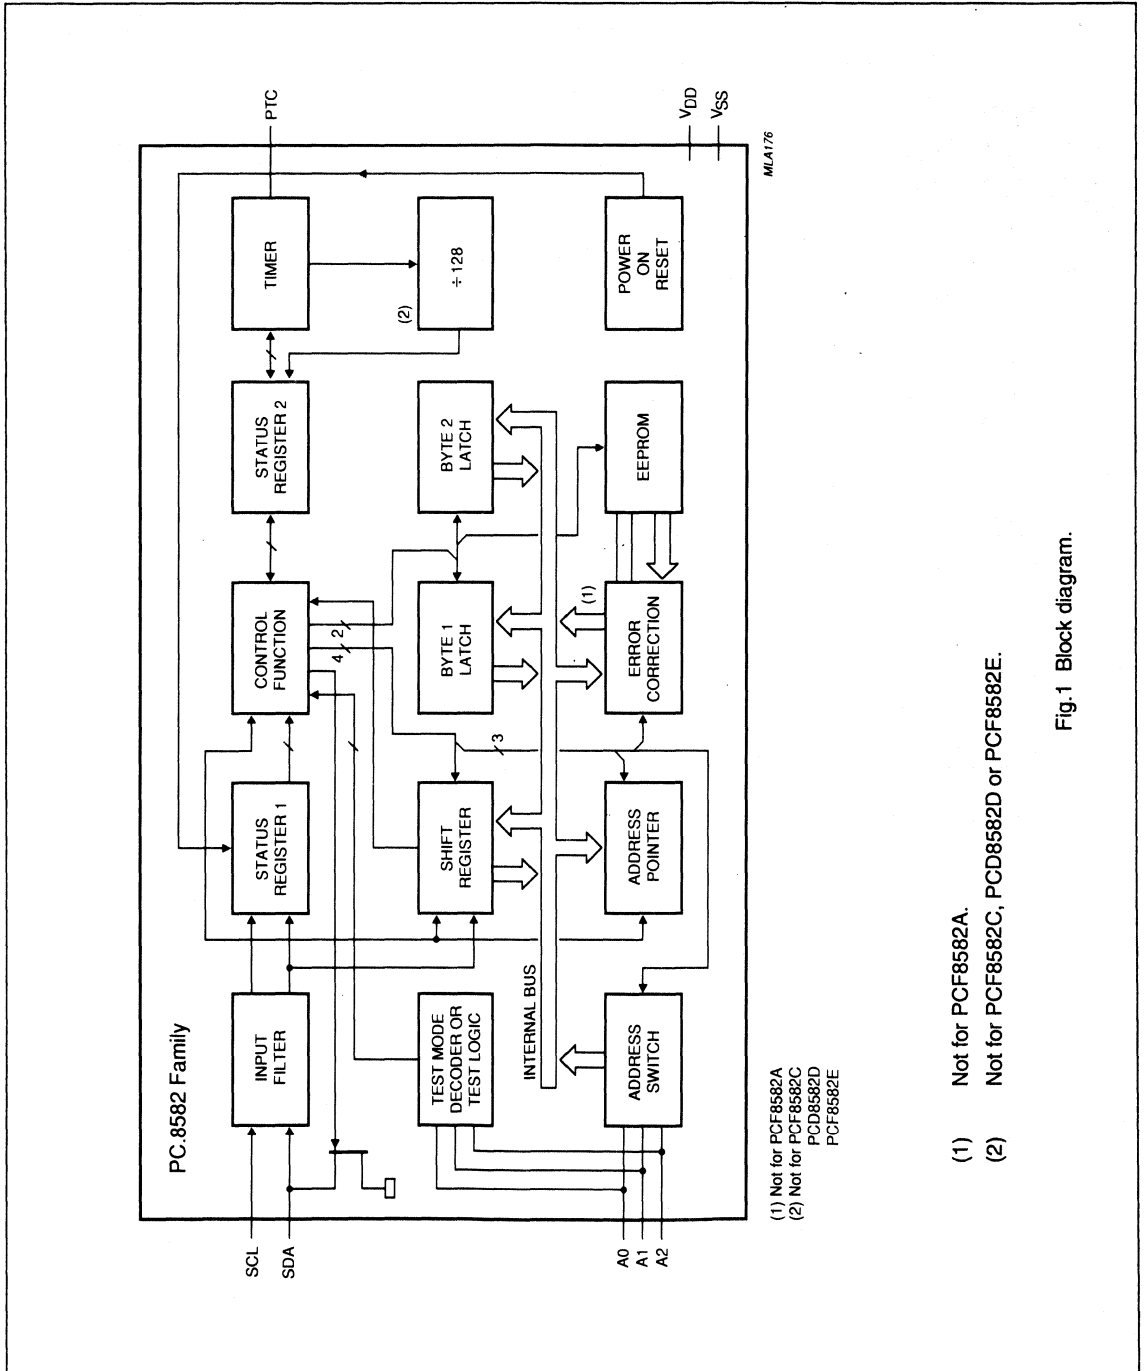 PC.8582 Family
SCL
SDA
INPUT
FILTER
STATUS
REGISTER 1
CONTROL
FUNCTION
STATUS
REGISTER 2
TIMER
PTC
4
2
(2)
TEST MODE
DECODER OR
TEST LOGIC
SHIFT
REGISTER
BYTE 1
LATCH
BYTE 2
LATCH
÷128
3
INTERNAL BUS
(1)
A0
A1
A2
ADDRESS
SWITCH
ADDRESS
POINTER
ERROR
CORRECTION
EEPROM
POWER
ON
RESET
VDD
VSS
MLA176
(1) Not for PCF8582A
(2) Not for PCF8582C
PCD8582D
PCF8582E
(1) Not for PCF8582A.
(2) Not for PCF8582C, PCD8582D or PCF8582E.
Fig.1 Block diagram.